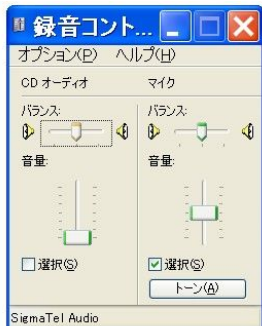 録音コント...
オプション(P) ヘルプ(H)
CD オーディオ
バランス:
音量:
選択(S)
マイク
バランス:
音量:
選択(S)
トーン(A)
SigmaTel Audio